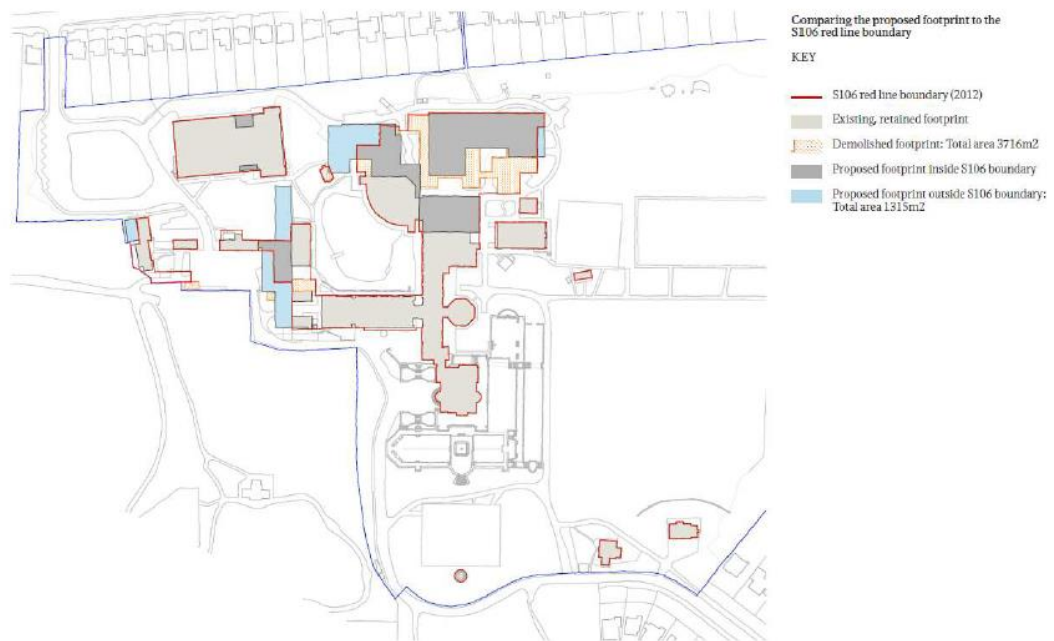 Comparing the proposed footprint to the
S106 red line boundary
KEY
S106 red line boundary (2012)
Existing, retained footprint
Demolished footprint: Total area 3716m2
Proposed footprint inside S106 boundary
Proposed footprint outside S106 boundary:
Total area 1315m2